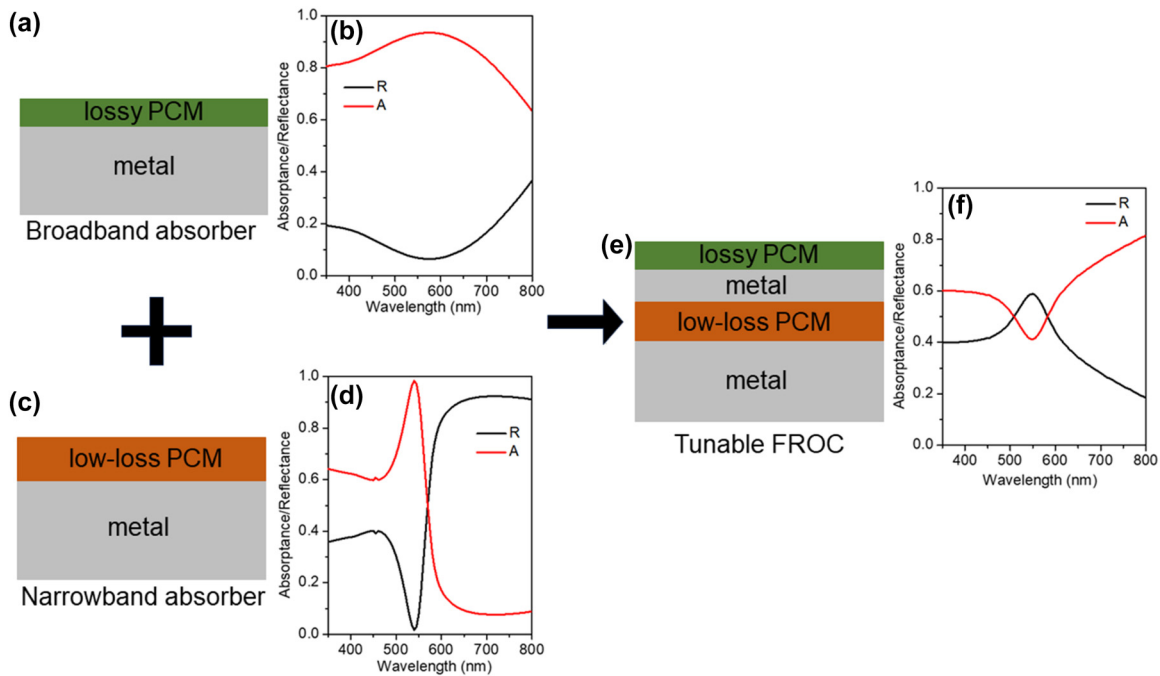 (a)
lossy PCM
metal
Broadband absorber
(b)
R
A
Absorptance/Reflectance
1.0
0.8
0.6
0.4
0.2
0.0
400 500 600 700 800
Wavelength (nm)
(c)
low-loss PCM
metal
Narrowband absorber
(d)
R
A
Absorptance/Reflectance
1.0
0.8
0.6
0.4
0.2
0.0
400 500 600 700 800
Wavelength (nm)
(e)
lossy PCM
metal
low-loss PCM
metal
Tunable FROC
(f)
R
A
Absorptance/Reflectance
1.0
0.8
0.6
0.4
0.2
0.0
400 500 600 700 800
Wavelength (nm)